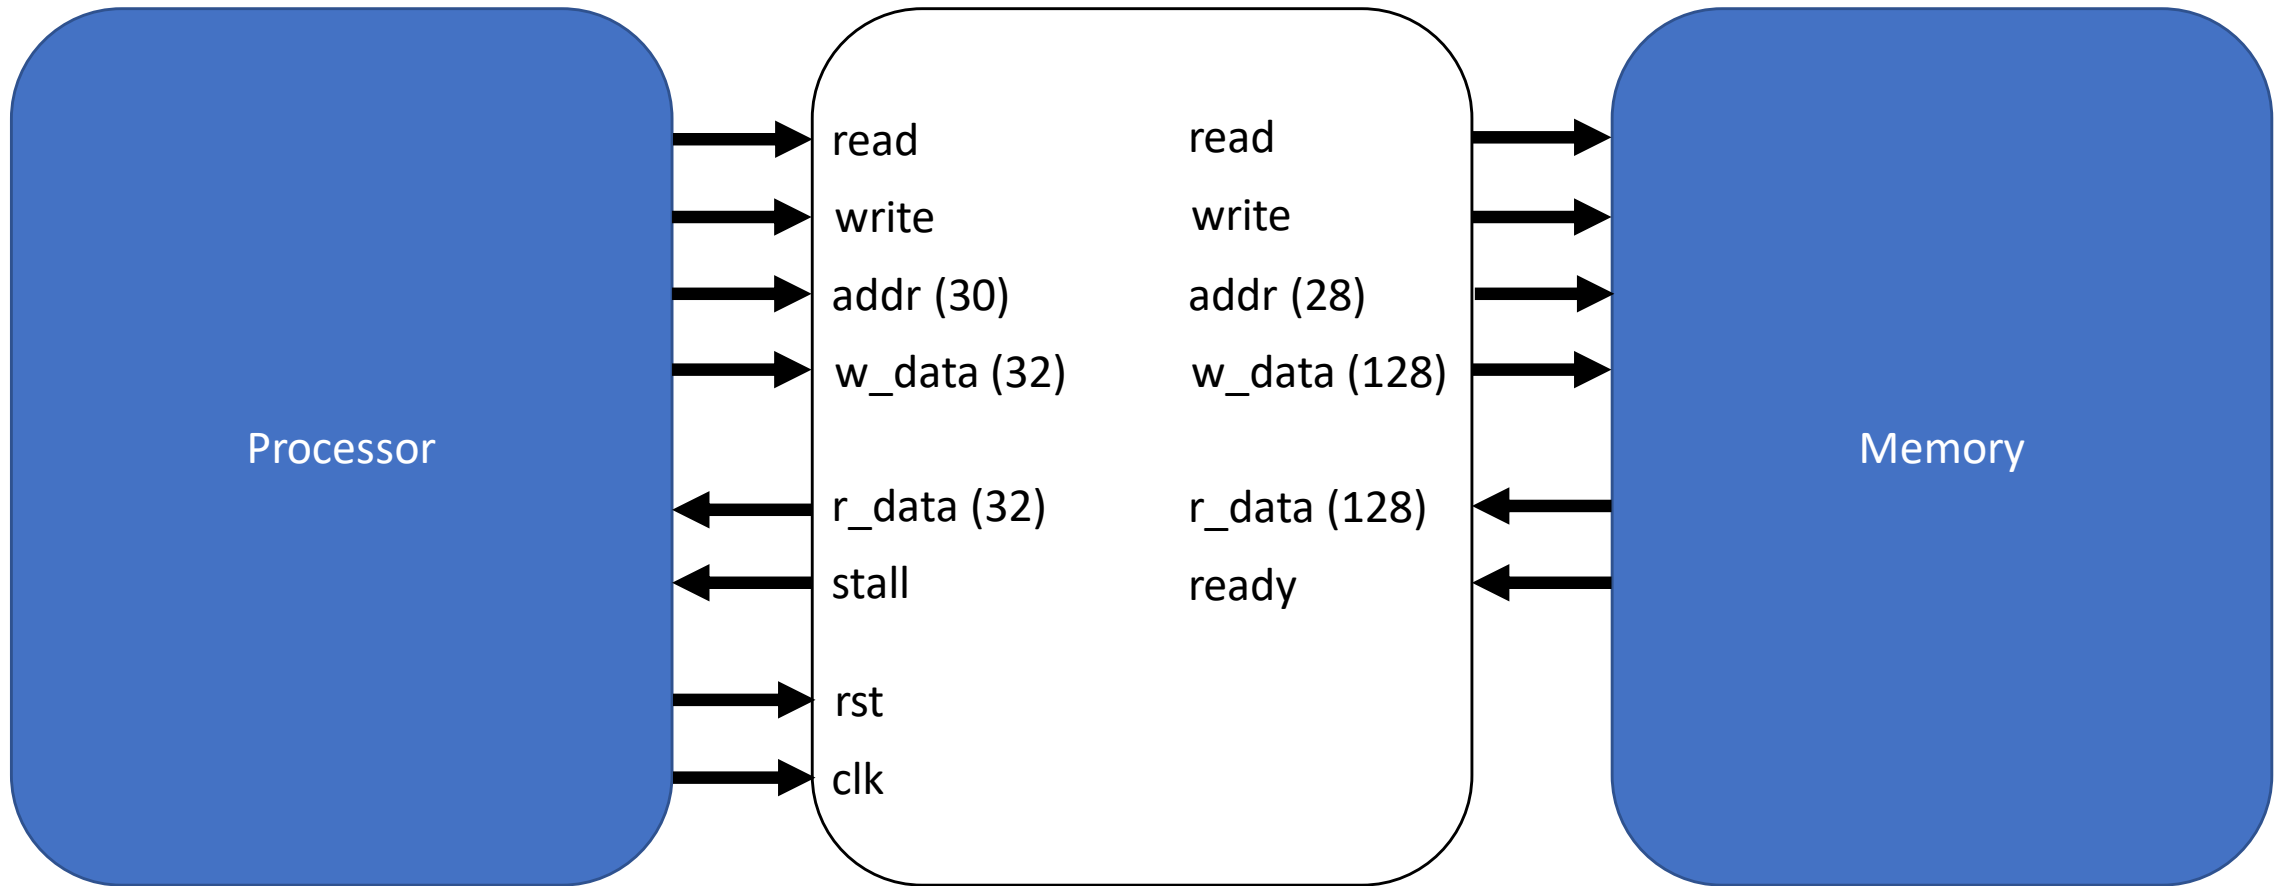 read read
write write
addr (30) addr (28)
w_data (32) w_data (128)
Processor Memory
r_data (32) r_data (128)
stall ready
rst
clk